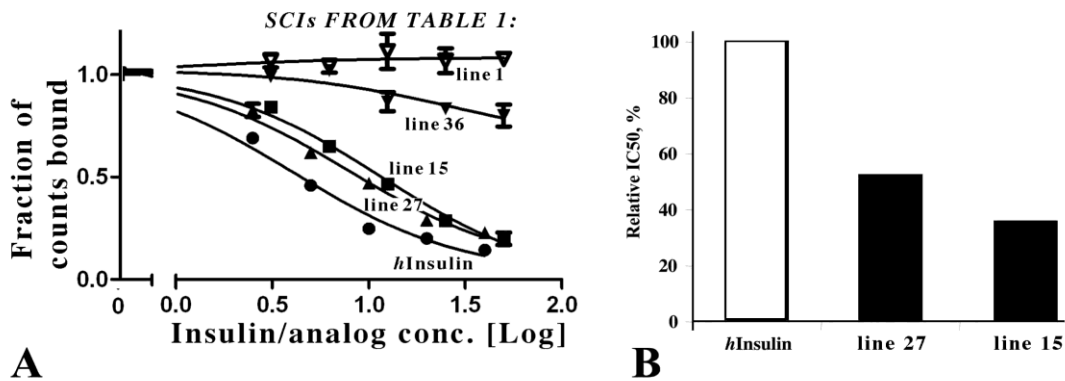 SCIs FROM TABLE 1:
Fraction of
counts bound
1.0
0.5
0.0
line 1
line 36
line 15
line 27
hInsulin
0
0.0
0.5
1.0
1.5
2.0
Insulin/analog conc. [Log]
A
Relative IC50, %
100
80
60
40
20
0
hInsulin
line 27
line 15
B